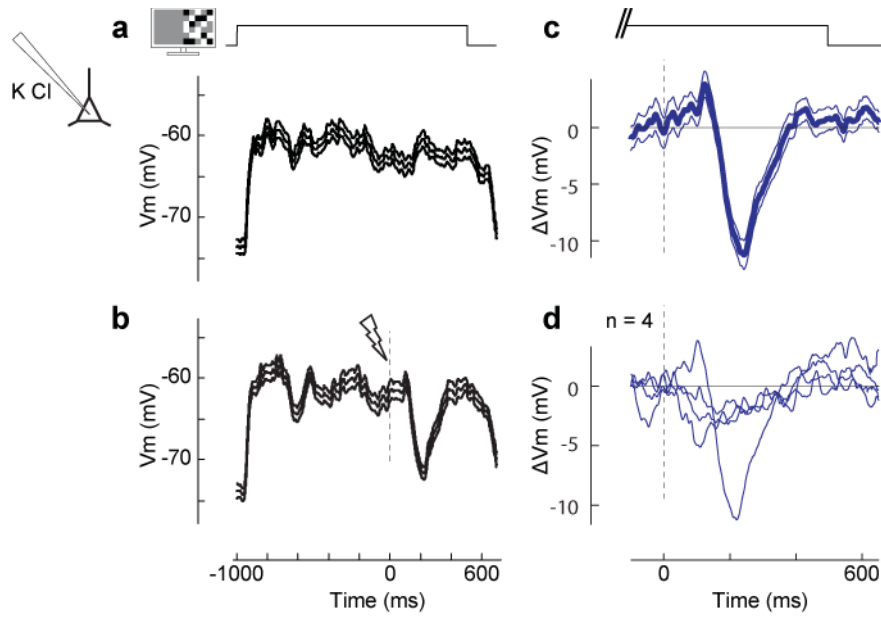 a
K Cl
-60
-70
Vm (mV)
b
-60
-70
Vm (mV)
-1000
0
600
Time (ms)
c
0
-5
-10
ΔVm (mV)
d
n = 4
0
-5
-10
ΔVm (mV)
0
600
Time (ms)